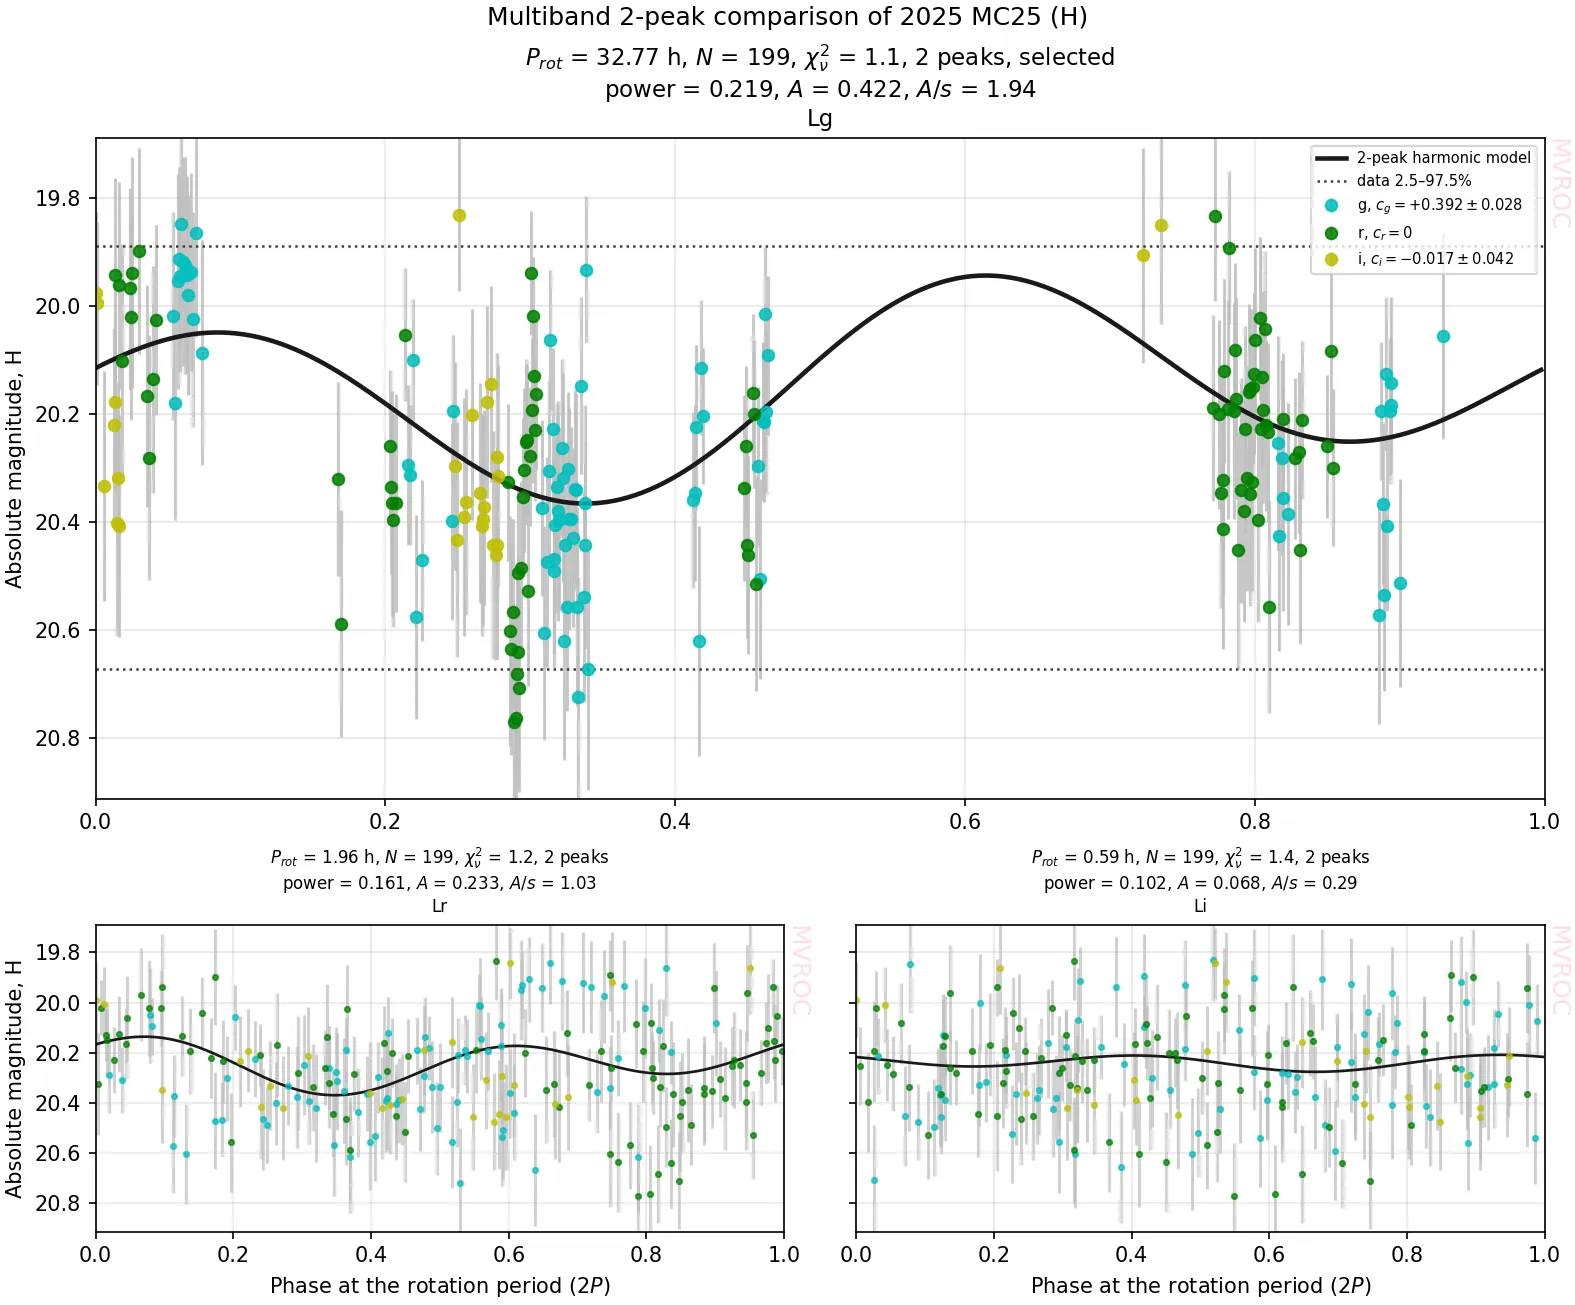 Multiband 2-peak comparison of 2025 MC25 (H)
P_rot = 32.77 h, N = 199, χ²_ν = 1.1, 2 peaks, selected
power = 0.219, A = 0.422, A/s = 1.94
Lg
MVROC
2-peak harmonic model
data 2.5–97.5%
g, c_g = +0.392 ± 0.028
r, c_r = 0
i, c_i = −0.017 ± 0.042
Absolute magnitude, H
19.8
20.0
20.2
20.4
20.6
20.8
0.0 0.2 0.4 0.6 0.8 1.0
P_rot = 1.96 h, N = 199, χ²_ν = 1.2, 2 peaks
power = 0.161, A = 0.233, A/s = 1.03
Lr
MVROC
Absolute magnitude, H
19.8
20.0
20.2
20.4
20.6
20.8
0.0 0.2 0.4 0.6 0.8 1.0
Phase at the rotation period (2P)
P_rot = 0.59 h, N = 199, χ²_ν = 1.4, 2 peaks
power = 0.102, A = 0.068, A/s = 0.29
Li
MVROC
0.0 0.2 0.4 0.6 0.8 1.0
Phase at the rotation period (2P)